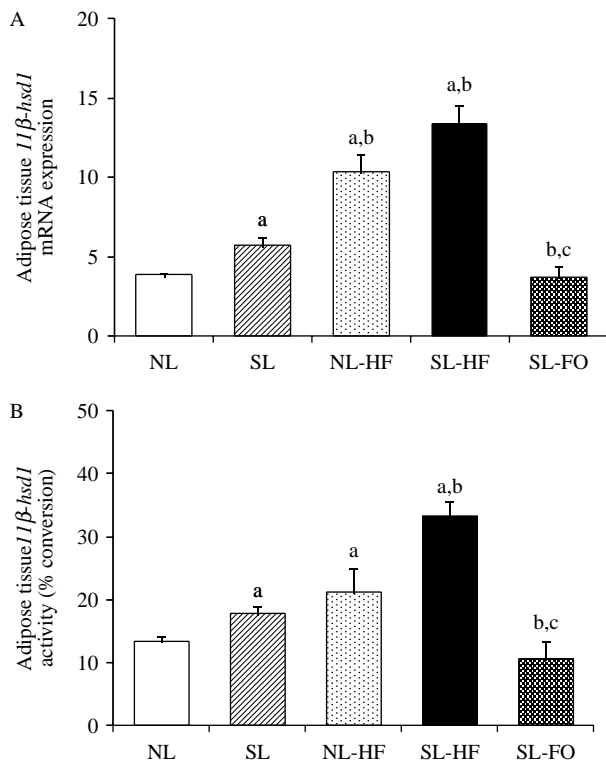 A
Adipose tissue 11β-hsd1
mRNA expression
20
15
10
5
0
a
a,b
a,b
b,c
NL
SL
NL-HF
SL-HF
SL-FO
B
Adipose tissue11β-hsd1
activity (% conversion)
50
40
30
20
10
0
a
a
a,b
b,c
NL
SL
NL-HF
SL-HF
SL-FO